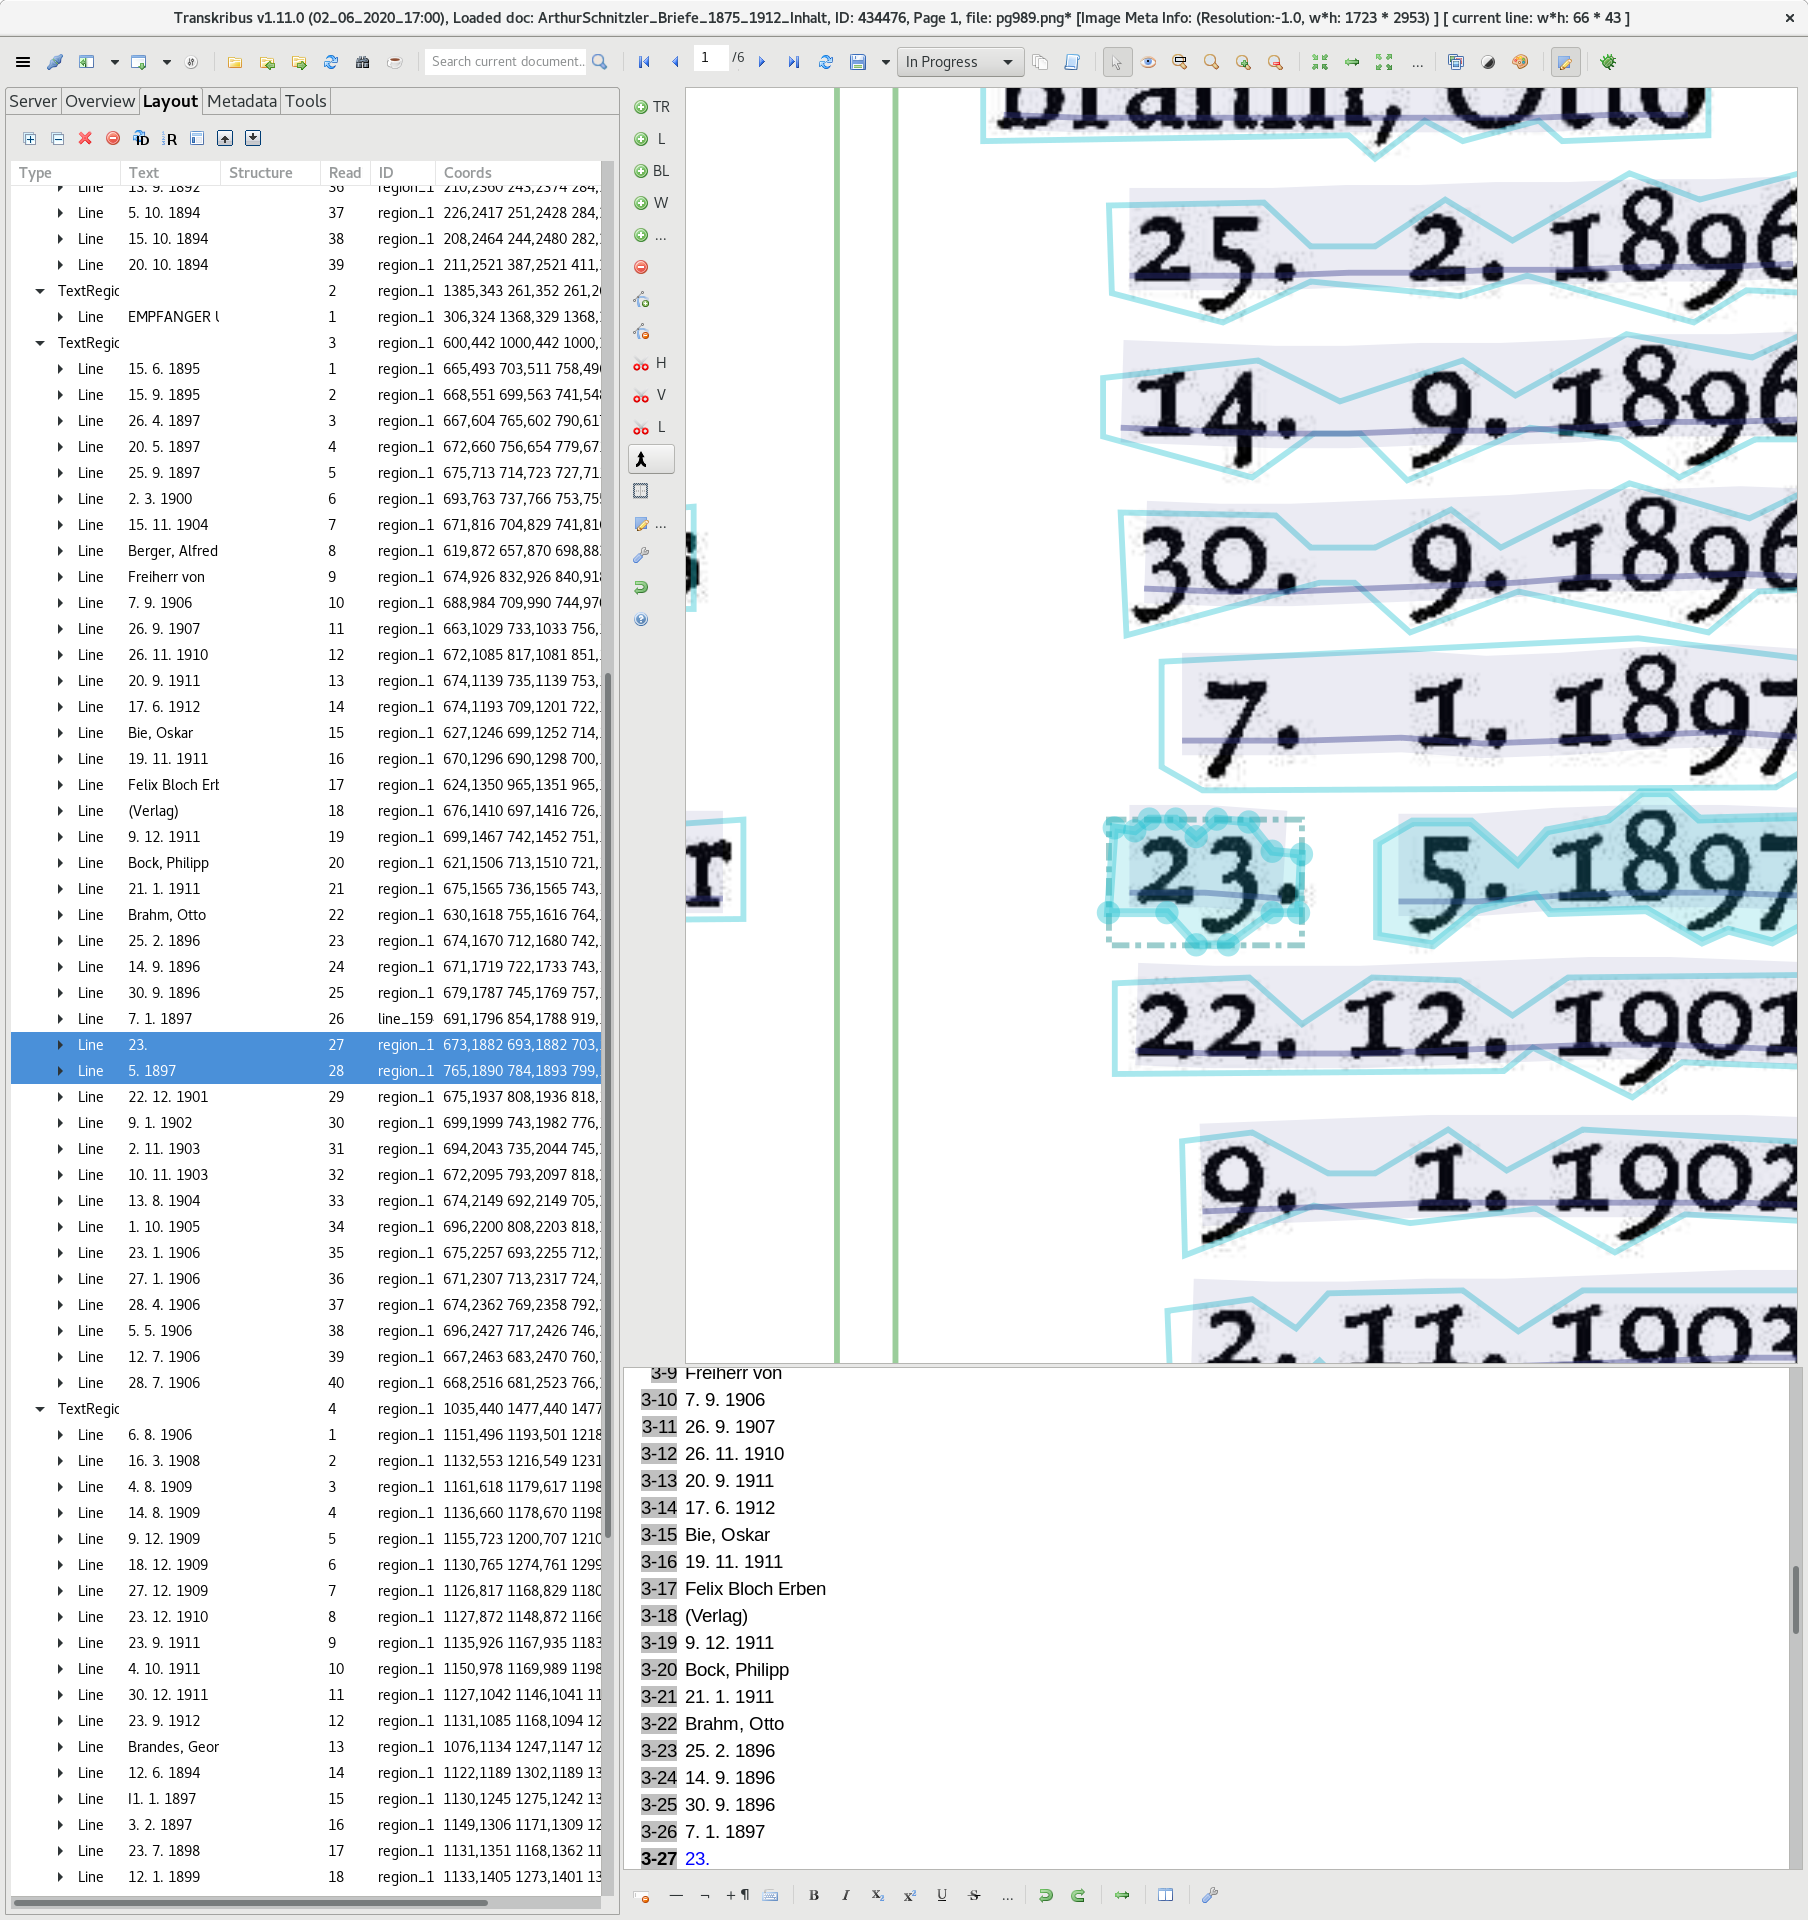 Transkribus v1.11.0 (02_06_2020_17:00), Loaded doc: ArthurSchnitzler_Briefe_1875_1912_Inhalt, ID: 434476, Page 1, file: pg989.png* [Image Meta Info: (Resolution:-1.0, w*h: 1723 * 2953) ] [ current line: w*h: 66 * 43 ]
Search current document... 1 /6 In Progress ...
Server Overview Layout Metadata Tools
Type Text Structure Read ID Coords
Line 13. 9. 1892 36 region_1 210,2360 243,2374 284,
Line 5. 10. 1894 37 region_1 226,2417 251,2428 284,
Line 15. 10. 1894 38 region_1 208,2464 244,2480 282,
Line 20. 10. 1894 39 region_1 211,2521 387,2521 411,
TextRegic 2 region_1 1385,343 261,352 261,2
Line EMPFANGER U 1 region_1 306,324 1368,329 1368,
TextRegic 3 region_1 600,442 1000,442 1000,
Line 15. 6. 1895 1 region_1 665,493 703,511 758,49
Line 15. 9. 1895 2 region_1 668,551 699,563 741,54
Line 26. 4. 1897 3 region_1 667,604 765,602 790,61
Line 20. 5. 1897 4 region_1 672,660 756,654 779,67
Line 25. 9. 1897 5 region_1 675,713 714,723 727,71
Line 2. 3. 1900 6 region_1 693,763 737,766 753,75
Line 15. 11. 1904 7 region_1 671,816 704,829 741,81
Line Berger, Alfred 8 region_1 619,872 657,870 698,88
Line Freiherr von 9 region_1 674,926 832,926 840,91
Line 7. 9. 1906 10 region_1 688,984 709,990 744,97
Line 26. 9. 1907 11 region_1 663,1029 733,1033 756,
Line 26. 11. 1910 12 region_1 672,1085 817,1081 851,
Line 20. 9. 1911 13 region_1 674,1139 735,1139 753,
Line 17. 6. 1912 14 region_1 674,1193 709,1201 722,
Line Bie, Oskar 15 region_1 627,1246 699,1252 714,
Line 19. 11. 1911 16 region_1 670,1296 690,1298 700,
Line Felix Bloch Erb 17 region_1 624,1350 965,1351 965,
Line (Verlag) 18 region_1 676,1410 697,1416 726,
Line 9. 12. 1911 19 region_1 699,1467 742,1452 751,
Line Bock, Philipp 20 region_1 621,1506 713,1510 721,
Line 21. 1. 1911 21 region_1 675,1565 736,1565 743,
Line Brahm, Otto 22 region_1 630,1618 755,1616 764,
Line 25. 2. 1896 23 region_1 674,1670 712,1680 742,
Line 14. 9. 1896 24 region_1 671,1719 722,1733 743,
Line 30. 9. 1896 25 region_1 679,1787 745,1769 757,
Line 7. 1. 1897 26 line_159 691,1796 854,1788 919,
Line 23. 27 region_1 673,1882 693,1882 703,
Line 5. 1897 28 region_1 765,1890 784,1893 799,
Line 22. 12. 1901 29 region_1 675,1937 808,1936 818,
Line 9. 1. 1902 30 region_1 699,1999 743,1982 776,
Line 2. 11. 1903 31 region_1 694,2043 735,2044 745,
Line 10. 11. 1903 32 region_1 672,2095 793,2097 818,
Line 13. 8. 1904 33 region_1 674,2149 692,2149 705,
Line 1. 10. 1905 34 region_1 696,2200 808,2203 818,
Line 23. 1. 1906 35 region_1 675,2257 693,2255 712,
Line 27. 1. 1906 36 region_1 671,2307 713,2317 724,
Line 28. 4. 1906 37 region_1 674,2362 769,2358 792,
Line 5. 5. 1906 38 region_1 696,2427 717,2426 746,
Line 12. 7. 1906 39 region_1 667,2463 683,2470 760,
Line 28. 7. 1906 40 region_1 668,2516 681,2523 766,
TextRegic 4 region_1 1035,440 1477,440 1477
Line 6. 8. 1906 1 region_1 1151,496 1193,501 1218
Line 16. 3. 1908 2 region_1 1132,553 1216,549 1231
Line 4. 8. 1909 3 region_1 1161,618 1179,617 1198
Line 14. 8. 1909 4 region_1 1136,660 1178,670 1198
Line 9. 12. 1909 5 region_1 1155,723 1200,707 1210
Line 18. 12. 1909 6 region_1 1130,765 1274,761 1299
Line 27. 12. 1909 7 region_1 1126,817 1168,829 1180
Line 23. 12. 1910 8 region_1 1127,872 1148,872 1166
Line 23. 9. 1911 9 region_1 1135,926 1167,935 1183
Line 4. 10. 1911 10 region_1 1150,978 1169,989 1198
Line 30. 12. 1911 11 region_1 1127,1042 1146,1041 11
Line 23. 9. 1912 12 region_1 1131,1085 1168,1094 12
Line Brandes, Geor 13 region_1 1076,1134 1247,1147 12
Line 12. 6. 1894 14 region_1 1122,1189 1302,1189 13
Line I1. 1. 1897 15 region_1 1130,1245 1275,1242 13
Line 3. 2. 1897 16 region_1 1149,1306 1171,1309 12
Line 23. 7. 1898 17 region_1 1131,1351 1168,1362 11
Line 12. 1. 1899 18 region_1 1133,1405 1273,1401 13
TR
L
BL
W
...
H
V
L
...
Brahm, Otto
25. 2. 1896
14. 9. 1896
30. 9. 1896
7. 1. 1897
r 23. 5. 1897
22. 12. 1901
9. 1. 1902
2. 11. 1903
3-9 Freiherr von
3-10 7. 9. 1906
3-11 26. 9. 1907
3-12 26. 11. 1910
3-13 20. 9. 1911
3-14 17. 6. 1912
3-15 Bie, Oskar
3-16 19. 11. 1911
3-17 Felix Bloch Erben
3-18 (Verlag)
3-19 9. 12. 1911
3-20 Bock, Philipp
3-21 21. 1. 1911
3-22 Brahm, Otto
3-23 25. 2. 1896
3-24 14. 9. 1896
3-25 30. 9. 1896
3-26 7. 1. 1897
3-27 23.